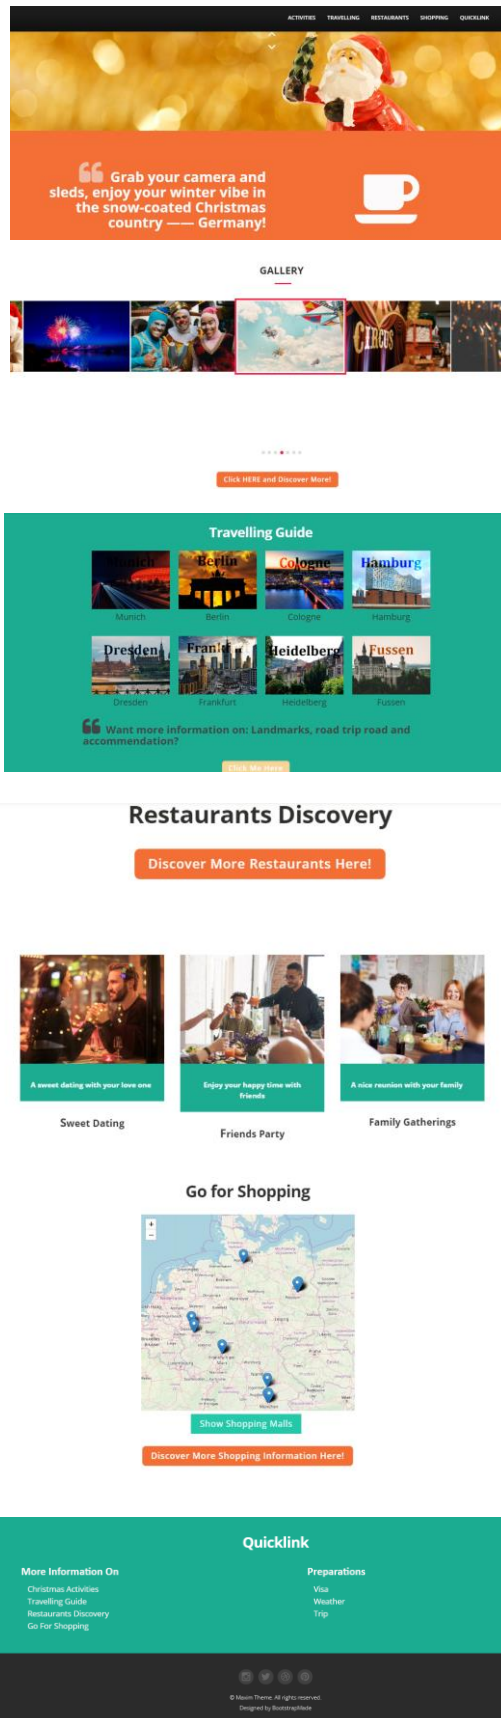 ACTIVITIES TRAVELLING RESTAURANTS SHOPPING QUICKLINK
Grab your camera and
sleds, enjoy your winter vibe in
the snow-coated Christmas
country —— Germany!
GALLERY
CIRCUS
Click HERE and Discover More!
Travelling Guide
Munich Berlin Cologne Hamburg
Munich Berlin Cologne Hamburg
Dresden Heidelberg Fussen
Dresden Frankfurt Heidelberg Fussen
Want more information on: Landmarks, road trip road and
accommendation?
Click Me Here
Restaurants Discovery
Discover More Restaurants Here!
A sweet dating with your love one
Enjoy your happy time with
friends
A nice reunion with your family
Sweet Dating
Friends Party
Family Gatherings
Go for Shopping
+
−
Show Shopping Malls
Discover More Shopping Information Here!
Quicklink
More Information On
Christmas Activities
Travelling Guide
Restaurants Discovery
Go For Shopping
Preparations
Visa
Weather
Trip
© Maxim Theme. All rights reserved.
Designed by BootstrapMade